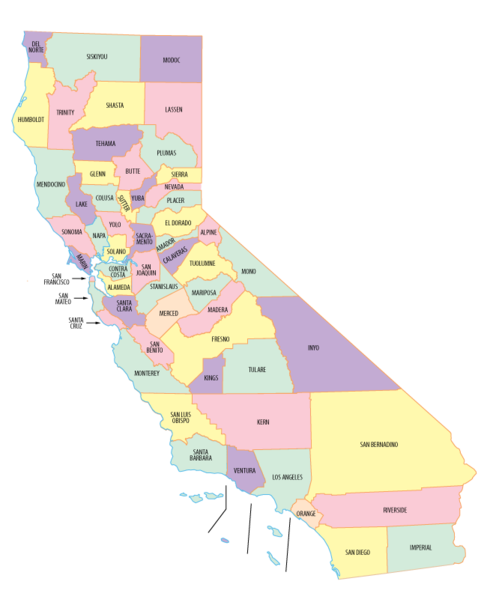 DEL
NORTE
SISKIYOU
MODOC
HUMBOLDT
TRINITY
SHASTA
LASSEN
TEHAMA
PLUMAS
MENDOCINO
GLENN
BUTTE
SIERRA
NEVADA
LAKE
COLUSA
SUTTER
YUBA
PLACER
SONOMA
NAPA
YOLO
EL DORADO
SACRA-
MENTO
AMADOR
ALPINE
MARIN
SOLANO
CALAVERAS
TUOLUMNE
MONO
SAN
FRANCISCO
CONTRA
COSTA
SAN
JOAQUIN
ALAMEDA
STANISLAUS
MARIPOSA
SAN
MATEO
SANTA
CLARA
MERCED
MADERA
SANTA
CRUZ
SAN
BENITO
FRESNO
INYO
MONTEREY
KINGS
TULARE
SAN LUIS
OBISPO
KERN
SAN BERNADINO
SANTA
BARBARA
VENTURA
LOS ANGELES
ORANGE
RIVERSIDE
SAN DIEGO
IMPERIAL